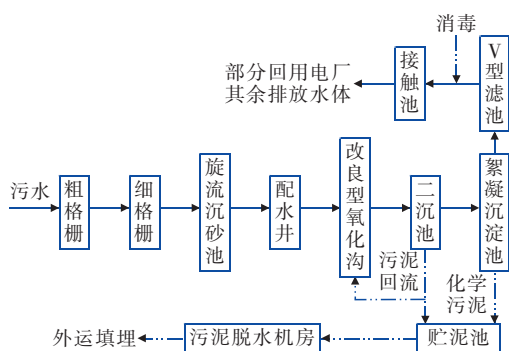 消毒
V型滤池
接触池
部分回用电厂
其余排放水体
污水
粗格栅
细格栅
旋流沉砂池
配水井
改良型氧化沟
二沉池
絮凝沉淀池
污泥
回流
化学
污泥
外运填埋
污泥脱水机房
贮泥池